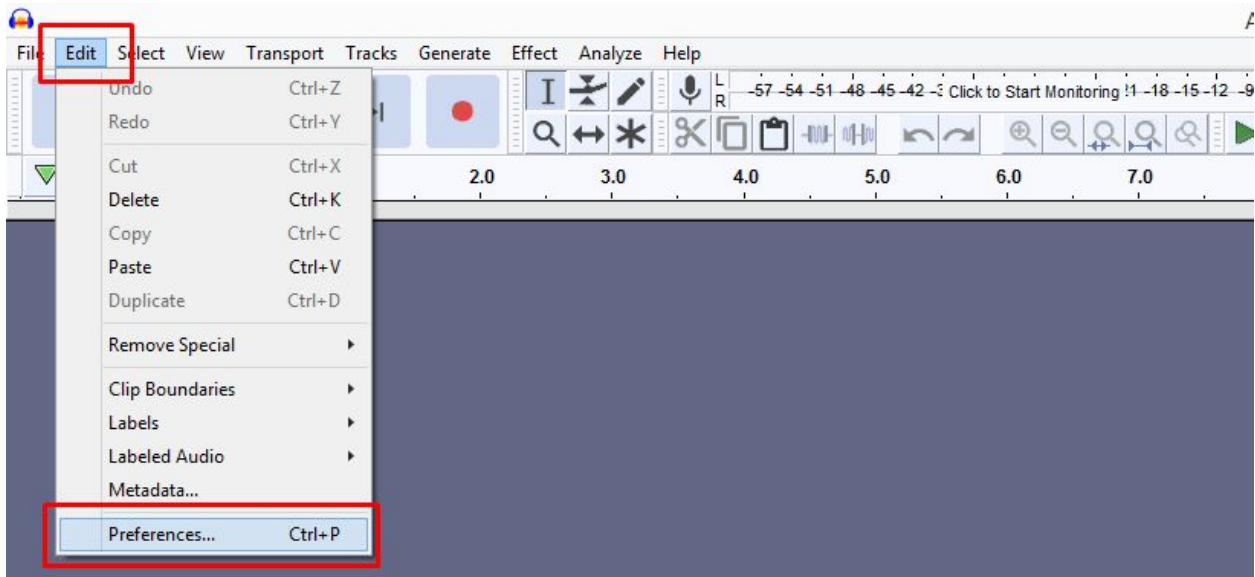 A
File Edit Select View Transport Tracks Generate Effect Analyze Help
L
R
-57 -54 -51 -48 -45 -42 -3 Click to Start Monitoring !1 -18 -15 -12 -9
2.0 3.0 4.0 5.0 6.0 7.0
Undo Ctrl+Z
Redo Ctrl+Y
Cut Ctrl+X
Delete Ctrl+K
Copy Ctrl+C
Paste Ctrl+V
Duplicate Ctrl+D
Remove Special
Clip Boundaries
Labels
Labeled Audio
Metadata...
Preferences... Ctrl+P